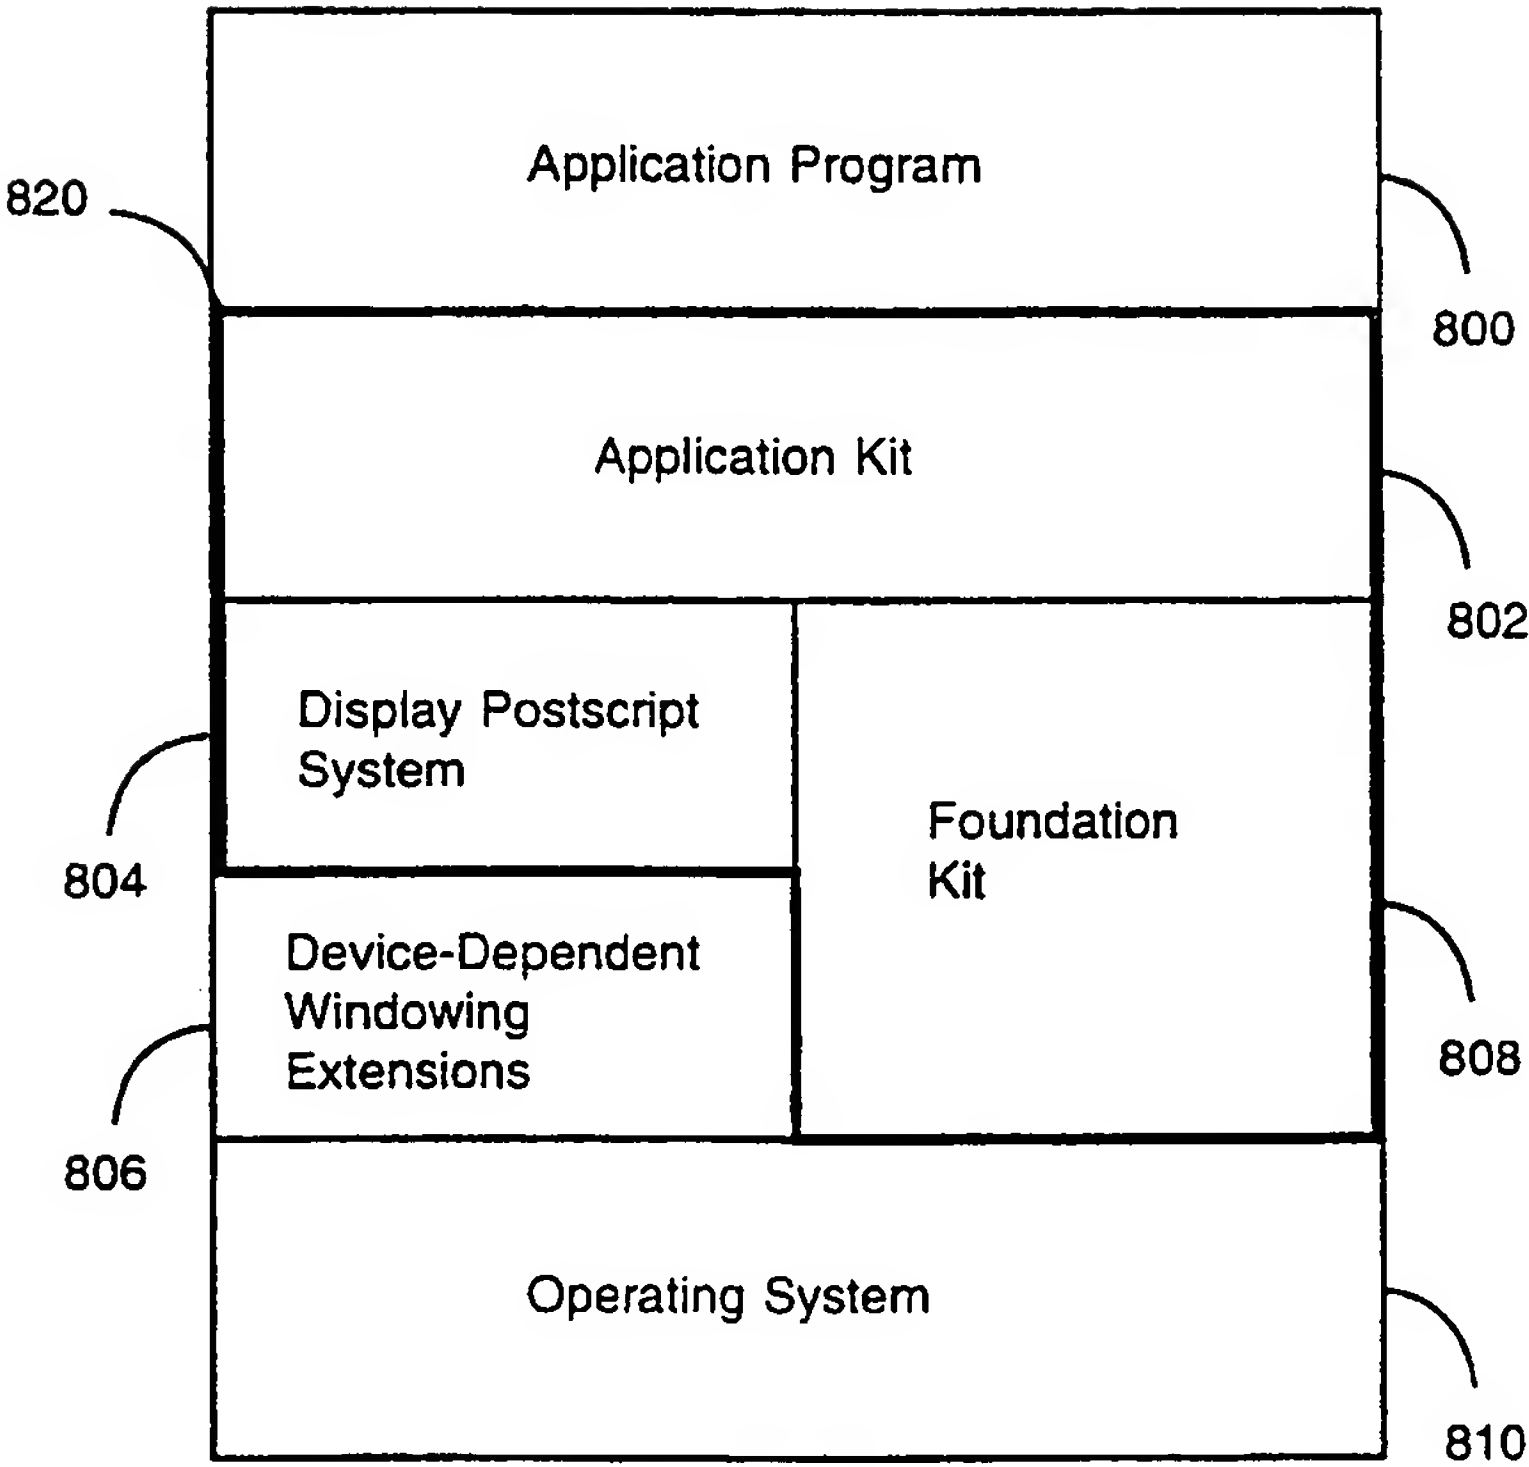 Application Program
820
800
Application Kit
802
Display Postscript
System
804
Foundation
Kit
Device-Dependent
Windowing
Extensions
808
806
Operating System
810